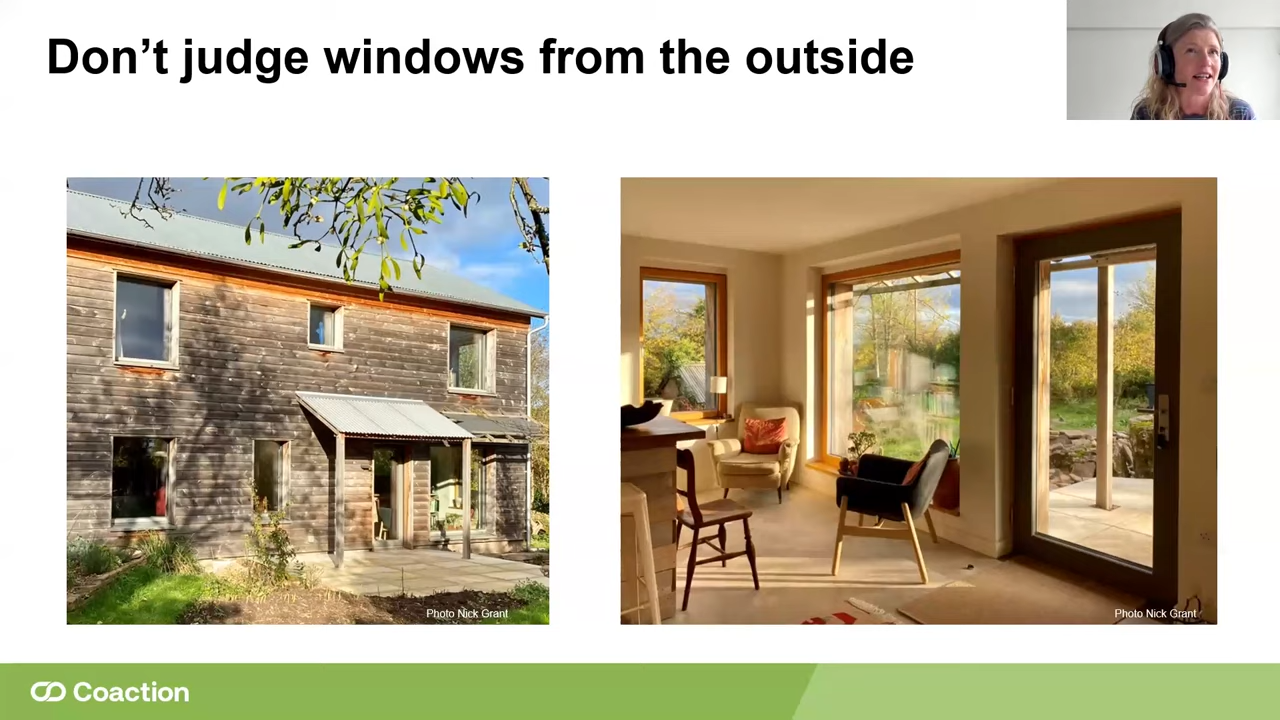 Don’t judge windows from the outside
Photo Nick Grant
Photo Nick Grant
Coaction